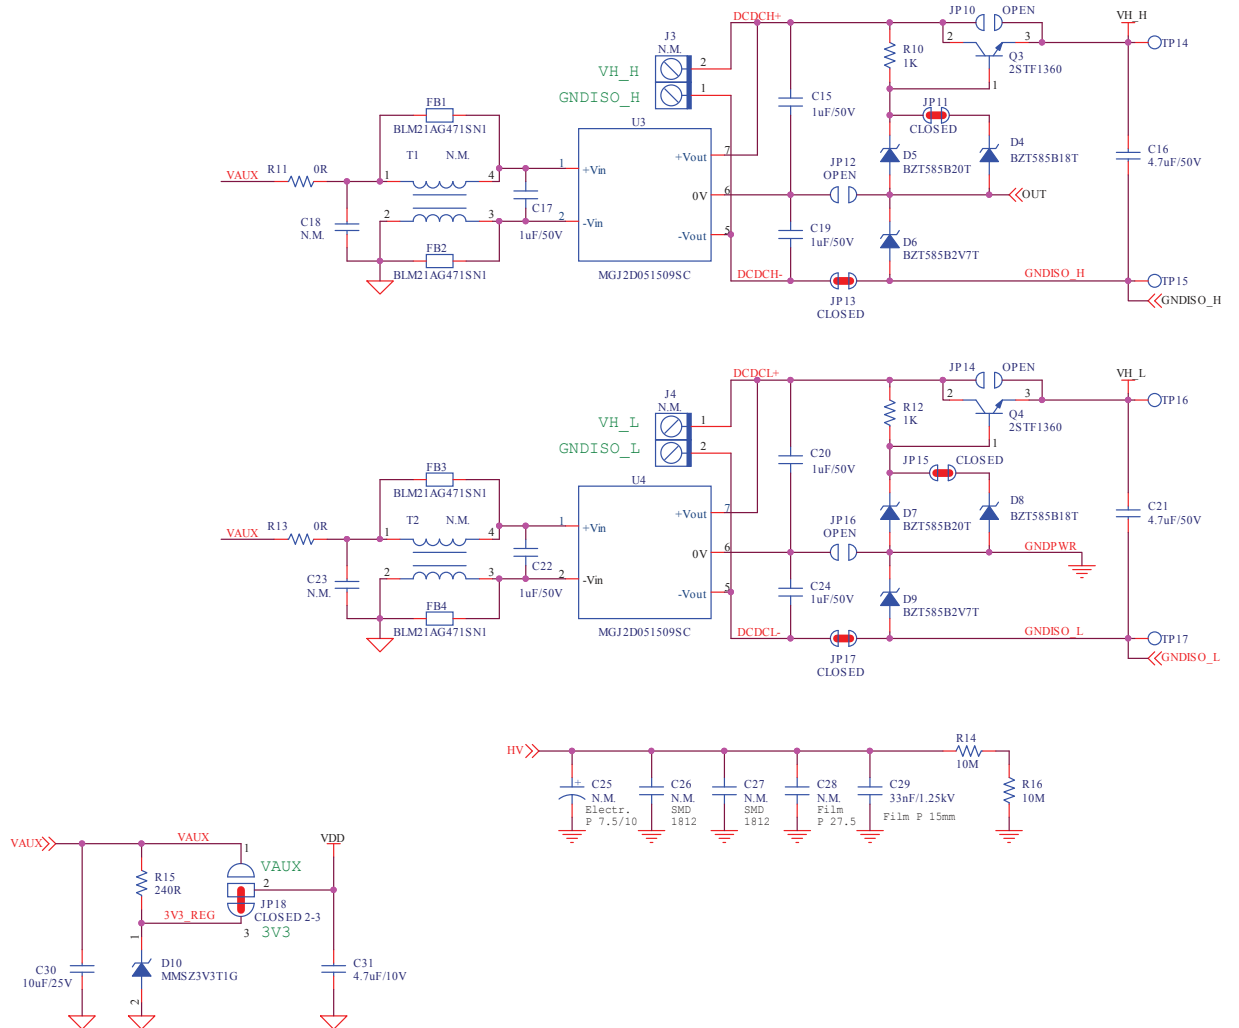 JP10 OPEN
DCDCH+
VH_H
J3
N.M.
2
VH_H
1
GNDISO_H
R10
1K
2
3
Q3
2STF1360
1
TP14
FB1
BLM21AG471SN1
T1 N.M.
R11 0R
VAUX
1
4
C18
N.M.
2
3
FB2
BLM21AG471SN1
C17
1uF/50V
U3
1
+Vin
2
-Vin
+Vout
7
0V
6
-Vout
5
MGJ2D051509SC
C15
1uF/50V
JP11
CLOSED
D5
BZT585B20T
D4
BZT585B18T
JP12
OPEN
OUT
C16
4.7uF/50V
C19
1uF/50V
D6
BZT585B2V7T
DCDCH-
JP13
CLOSED
GNDISO_H
TP15
GNDISO_H
JP14 OPEN
DCDCL+
VH_L
J4
N.M.
1
VH_L
2
GNDISO_L
R12
1K
2
3
Q4
2STF1360
1
TP16
FB3
BLM21AG471SN1
T2 N.M.
R13 0R
VAUX
1
4
C23
N.M.
2
3
FB4
BLM21AG471SN1
C22
1uF/50V
U4
1
+Vin
2
-Vin
+Vout
7
0V
6
-Vout
5
MGJ2D051509SC
C20
1uF/50V
JP15 CLOSED
D7
BZT585B20T
D8
BZT585B18T
JP16
OPEN
GNDPWR
C21
4.7uF/50V
C24
1uF/50V
D9
BZT585B2V7T
DCDCL-
JP17
CLOSED
GNDISO_L
TP17
GNDISO_L
HV
+
C25
N.M.
Electr.
P 7.5/10
C26
N.M.
SMD
1812
C27
N.M.
SMD
1812
C28
N.M.
Film
P 27.5
C29
33nF/1.25kV
Film P 15mm
R14
10M
R16
10M
VAUX
VAUX
1
VDD
VAUX
R15
240R
2
JP18
CLOSED 2-3
3V3_REG
3
3V3
1
D10
MMSZ3V3T1G
2
C30
10uF/25V
C31
4.7uF/10V